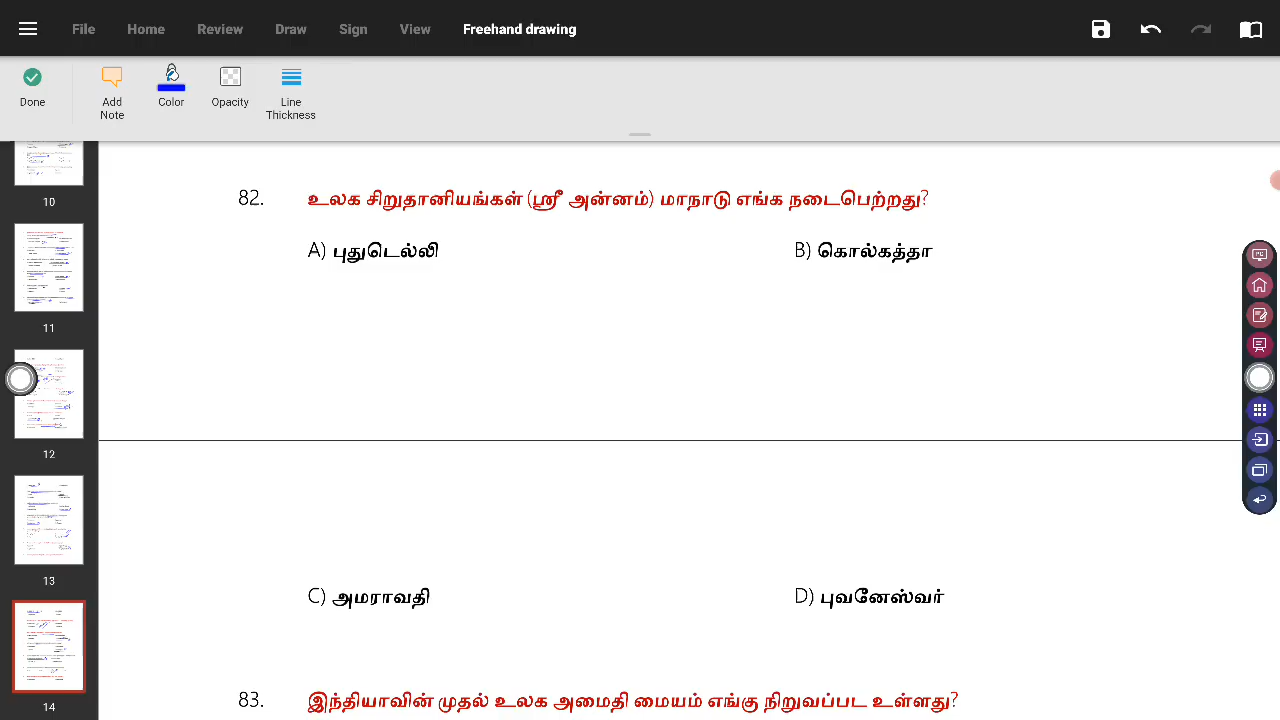 File Home Review Draw Sign View Freehand drawing
Done Add Note Color Opacity Line Thickness
10
82. உலக சிறுதானியங்கள் (ஸ்ரீ அன்னம்) மாநாடு எங்க நடைபெற்றது?
A) புதுடெல்லி B) கொல்கத்தா
11
12
13
C) அமராவதி D) புவனேஸ்வர்
14
83. இந்தியாவின் முதல் உலக அமைதி மையம் எங்கு நிறுவப்பட உள்ளது?